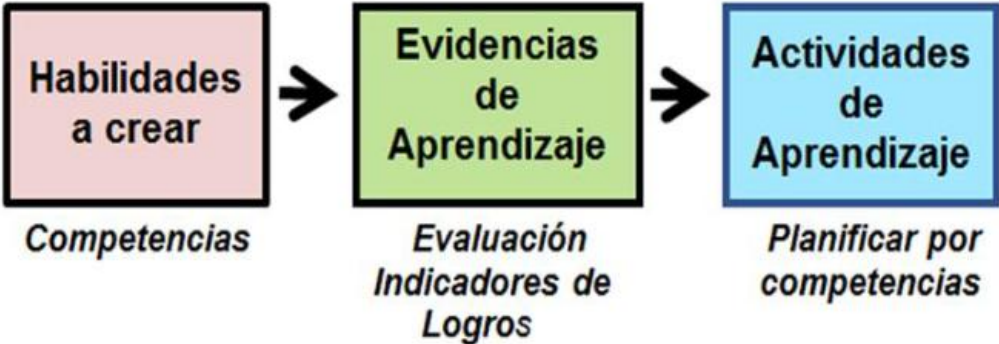 Habilidades
a crear
Evidencias
de
Aprendizaje
Actividades
de
Aprendizaje
Competencias
Evaluación
Indicadores de
Logros
Planificar por
competencias